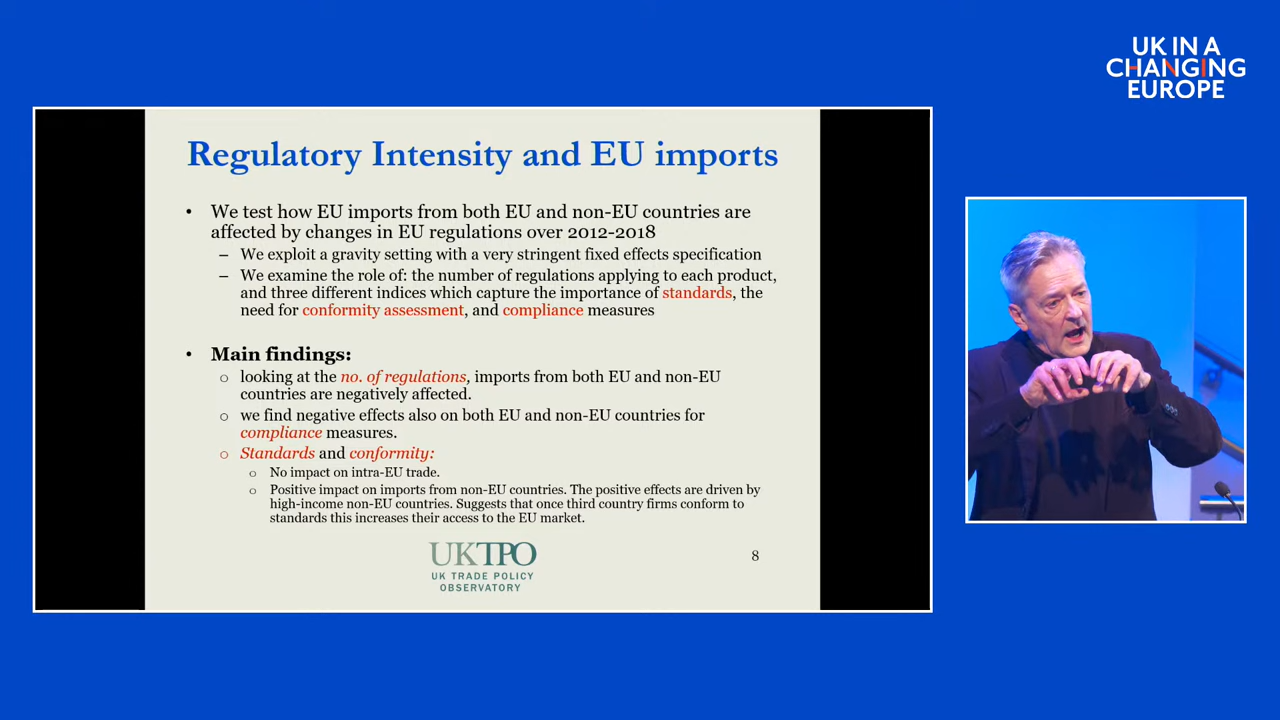 UK IN A
CHANGING
EUROPE
Regulatory Intensity and EU imports
• We test how EU imports from both EU and non-EU countries are
affected by changes in EU regulations over 2012-2018
– We exploit a gravity setting with a very stringent fixed effects specification
– We examine the role of: the number of regulations applying to each product,
and three different indices which capture the importance of standards, the
need for conformity assessment, and compliance measures
• Main findings:
o looking at the no. of regulations, imports from both EU and non-EU
countries are negatively affected.
o we find negative effects also on both EU and non-EU countries for
compliance measures.
o Standards and conformity:
o No impact on intra-EU trade.
o Positive impact on imports from non-EU countries. The positive effects are driven by
high-income non-EU countries. Suggests that once third country firms conform to
standards this increases their access to the EU market.
UKTPO
UK TRADE POLICY
OBSERVATORY
8